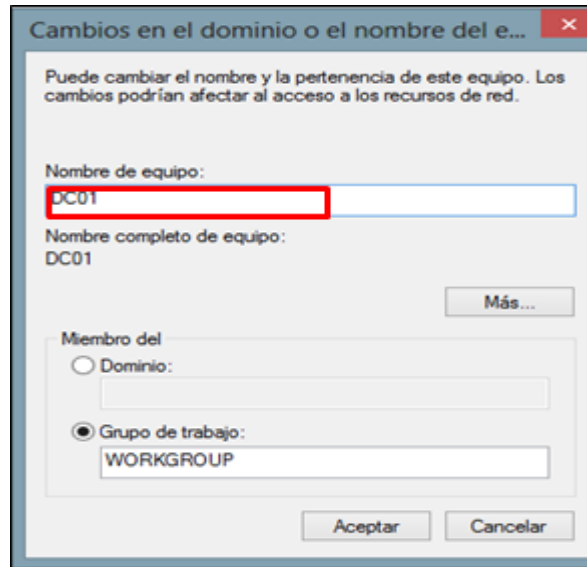 Cambios en el dominio o el nombre del e...
Puede cambiar el nombre y la pertenencia de este equipo. Los
cambios podrían afectar al acceso a los recursos de red.
Nombre de equipo:
DC01
Nombre completo de equipo:
DC01
Más...
Miembro del
Dominio:
Grupo de trabajo:
WORKGROUP
Aceptar
Cancelar